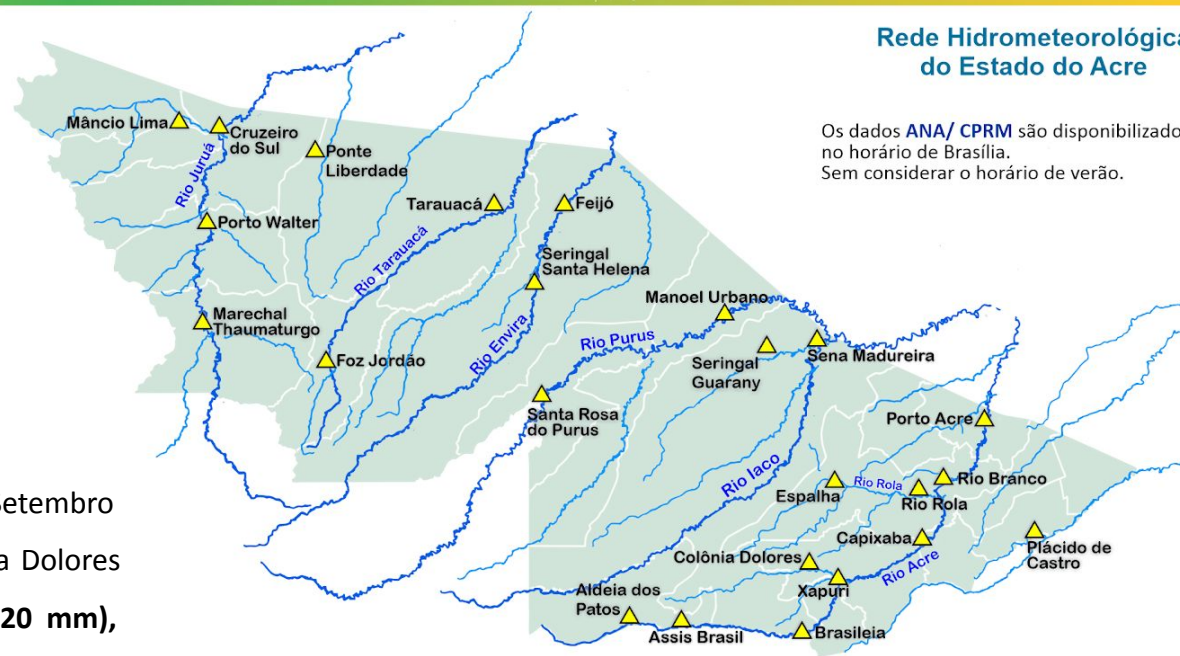 Rede Hidrometeorológica
do Estado do Acre
Os dados ANA/ CPRM são disponibilizado
no horário de Brasília.
Sem considerar o horário de verão.
Mâncio Lima
Cruzeiro
do Sul
Ponte
Liberdade
Rio Juruá
Porto Walter
Tarauacá
Feijó
Rio Tarauacá
Seringal
Santa Helena
Marechal
Thaumaturgo
Foz Jordão
Rio Envira
Manoel Urbano
Rio Purus
Seringal
Guarany
Sena Madureira
Santa Rosa
do Purus
Porto Acre
Rio Iaco
Espalha
Rio Rola
Rio Rola
Rio Branco
Capixaba
Plácido de
Castro
Colônia Dolores
Rio Acre
Xapuri
Aldeia dos
Patos
Assis Brasil
Brasileia
Setembro
a Dolores
20 mm),